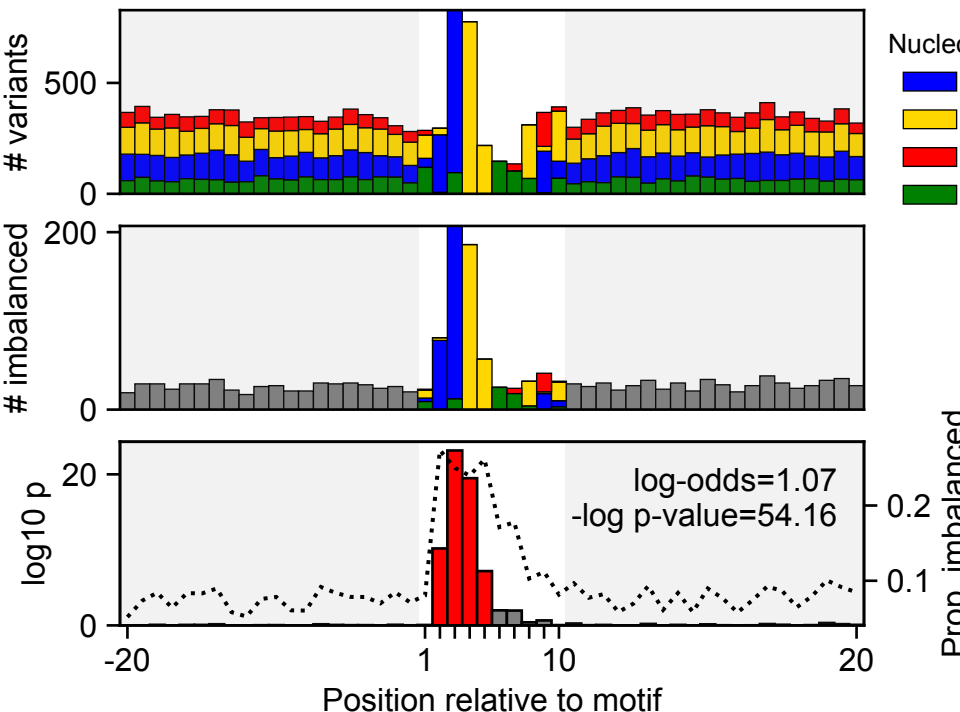 # variants
500
0
Nucleo
# imbalanced
200
0
log10 p
20
0
log-odds=1.07
-log p-value=54.16
0.2
0.1
Prop. imbalanced
-20
1
10
20
Position relative to motif